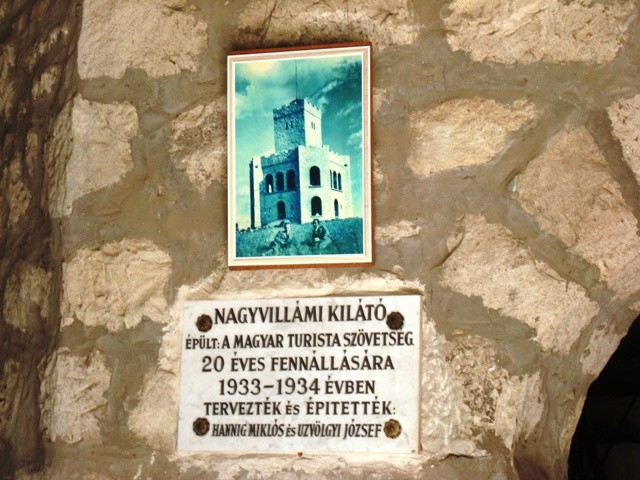 NAGYVILLÁMI KILÁTÓ
ÉPÜLT: A MAGYAR TURISTA SZÖVETSÉG
20 ÉVES FENNÁLLÁSÁRA
1933–1934 ÉVBEN
TERVEZTÉK ÉS ÉPITETTÉK:
HANNIG MIKLÓS ÉS UZVÖLGYI JÓZSEF